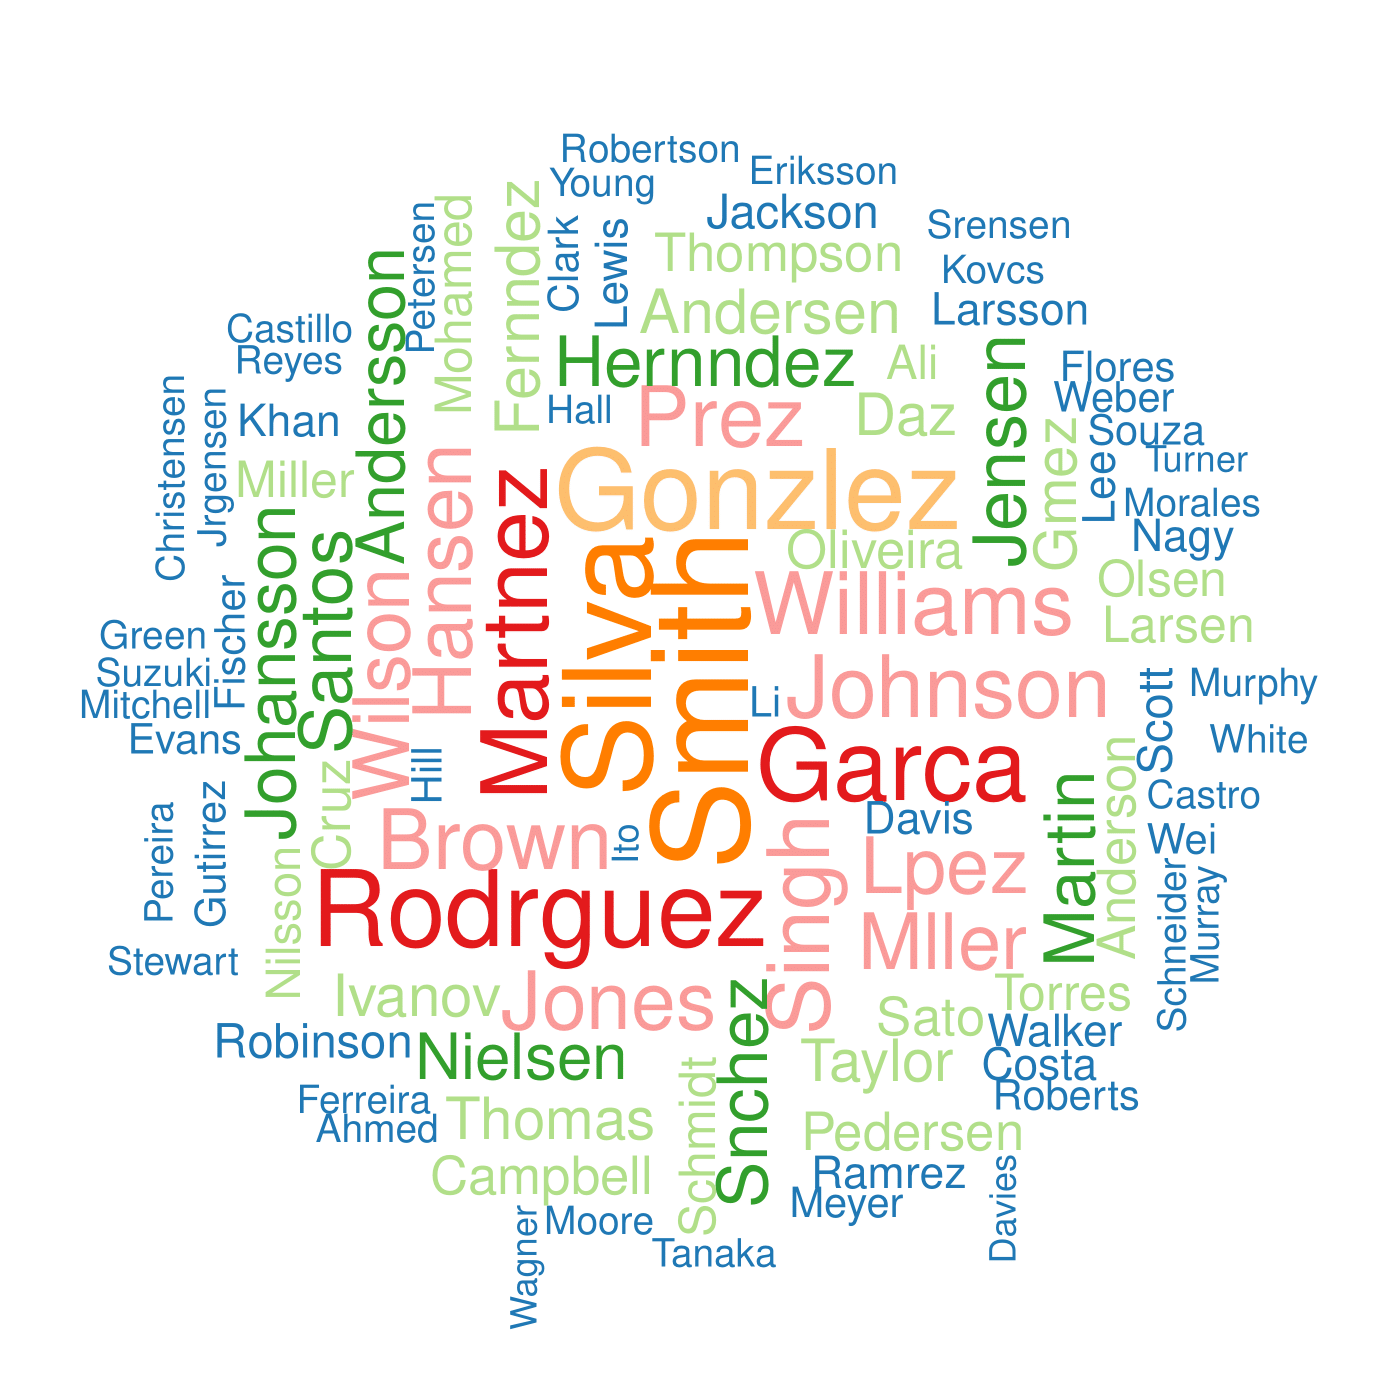 Robertson
Eriksson
Young
Jackson
Srensen
Petersen
Mohamed
Fernndez
Clark
Lewis
Thompson
Kovcs
Larsson
Andersen
Castillo
Reyes
Andersson
Hernndez
Ali
Jensen
Flores
Weber
Christensen
Jrgensen
Khan
Hall
Prez
Daz
Gmez
Souza
Lee
Turner
Miller
Hansen
Martnez
Gonzlez
Morales
Nagy
Johansson
Santos
Wilson
Silva
Smith
Oliveira
Williams
Olsen
Larsen
Green
Fischer
Suzuki
Mitchell
Evans
Li
Johnson
Scott
Murphy
White
Hill
Garca
Cruz
Martin
Anderson
Castro
Pereira
Gutirrez
Brown
Ito
Davis
Wei
Singh
Lpez
Nilsson
Rodrguez
Mller
Schneider
Murray
Stewart
Ivanov
Jones
Snchez
Sato
Torres
Walker
Robinson
Nielsen
Taylor
Costa
Roberts
Ferreira
Ahmed
Thomas
Schmidt
Pedersen
Campbell
Ramrez
Meyer
Davies
Wagner
Moore
Tanaka